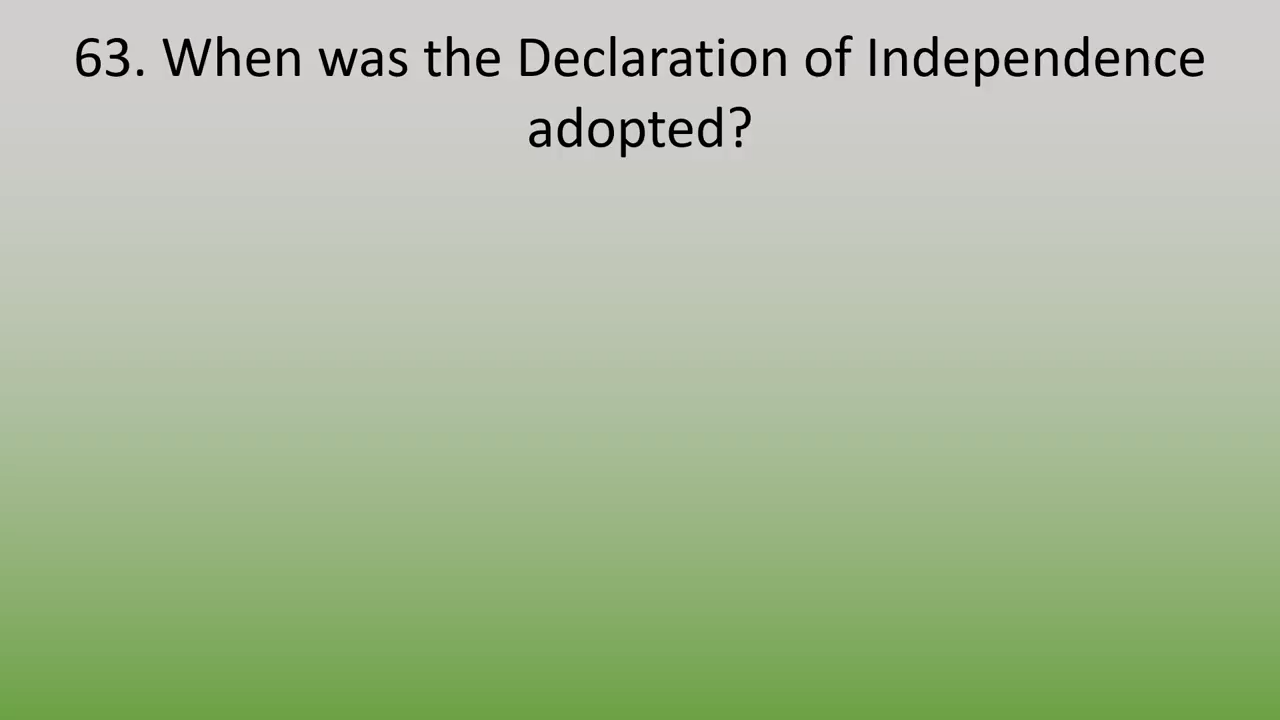 63. When was the Declaration of Independence
adopted?